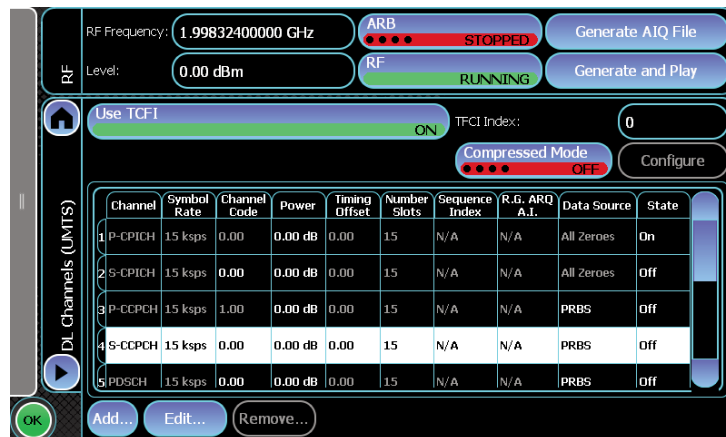 RF Frequency: 1.99832400000 GHz ARB STOPPED Generate AIQ File
RF
Level: 0.00 dBm RF RUNNING Generate and Play
Use TCFI ON TFCI Index: 0
Compressed Mode OFF Configure
DL Channels (UMTS)
Channel Symbol Rate Channel Code Power Timing Offset Number Slots Sequence Index R.G. ARQ A.I. Data Source State
1 P-CPICH 15 ksps 0.00 0.00 dB 0.00 15 N/A N/A All Zeroes On
2 S-CPICH 15 ksps 0.00 0.00 dB 0.00 15 N/A N/A All Zeroes Off
3 P-CCPCH 15 ksps 1.00 0.00 dB 0.00 15 N/A N/A PRBS Off
4 S-CCPCH 15 ksps 0.00 0.00 dB 0.00 15 N/A N/A PRBS Off
5 PDSCH 15 ksps 0.00 0.00 dB 0.00 15 N/A N/A PRBS Off
OK Add... Edit... Remove...